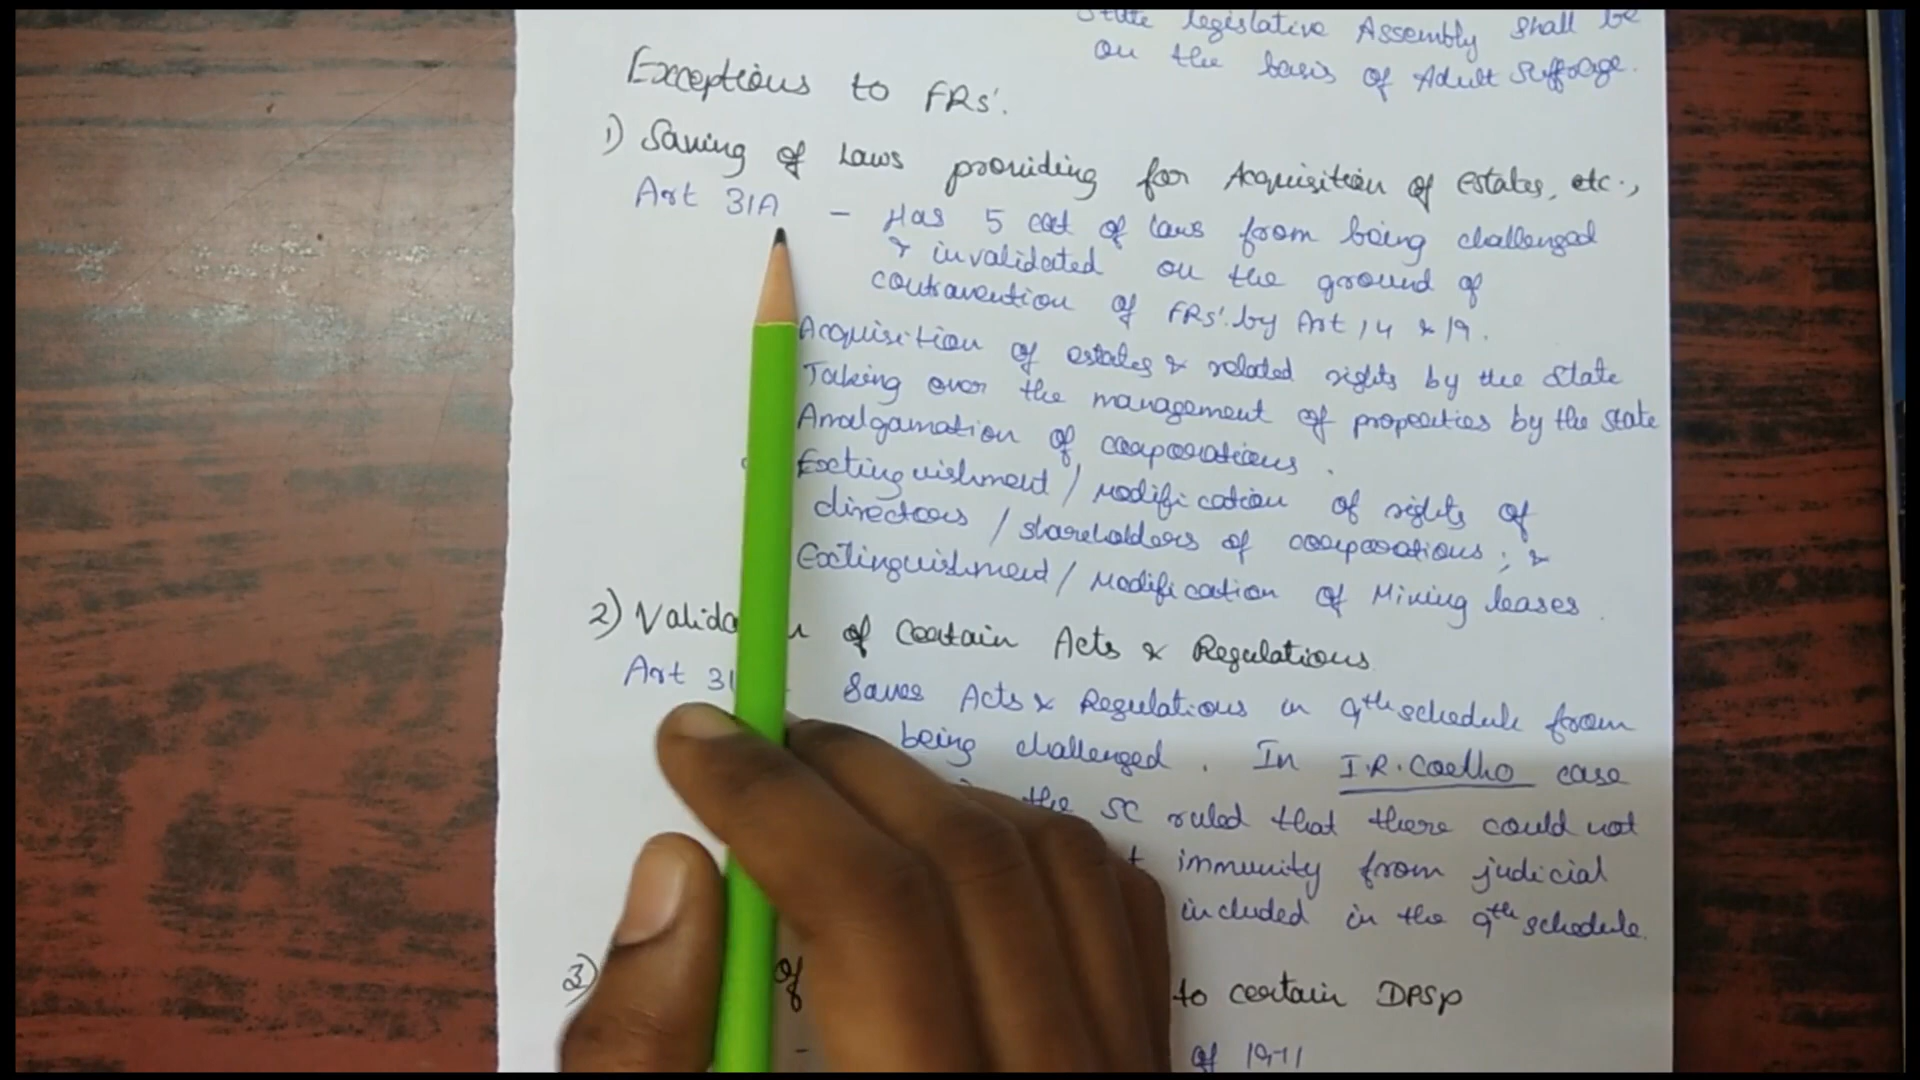 State legislative Assembly shall be
on the basis of Adult Suffrage.
Exceptions to FRs'.
1) Saving of Laws providing for Acquisition of estates, etc.,
Art 31A - Has 5 cat of laws from being challenged
& invalidated on the ground of
contravention of FRs'. by Art 14 & 19.
Acquisition of estates & related rights by the state
Taking over the management of properties by the state
Amalgamation of corporations.
Extinguishment / Modification of rights of
directors / shareholders of corporations; &
Extinguishment / Modification of Mining leases.
2) Valida of Certain Acts & Regulations
Art 31 Saves Acts & Regulations in 9th schedule from
being challenged. In I.R. Coelho case
the SC ruled that there could not
immunity from judicial
included in the 9th schedule.
3) of to certain DPSP
- of 1971